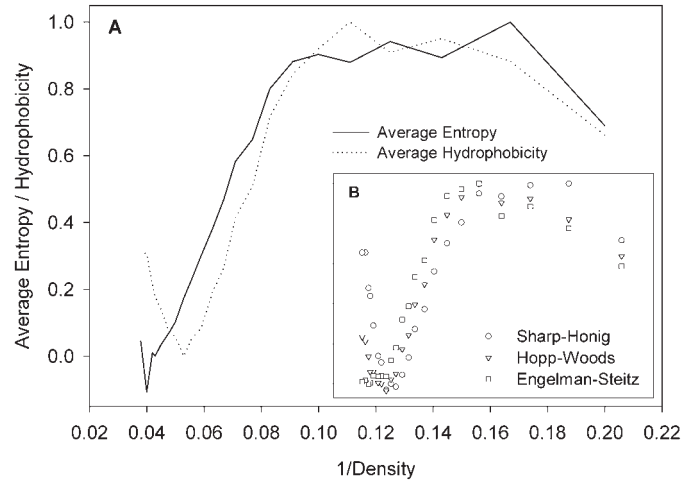 A
1.0
0.8
0.6
0.4
0.2
0.0
Average Entropy / Hydrophobicity
Average Entropy
Average Hydrophobicity
B
Sharp-Honig
Hopp-Woods
Engelman-Steitz
0.02 0.04 0.06 0.08 0.10 0.12 0.14 0.16 0.18 0.20 0.22
1/Density